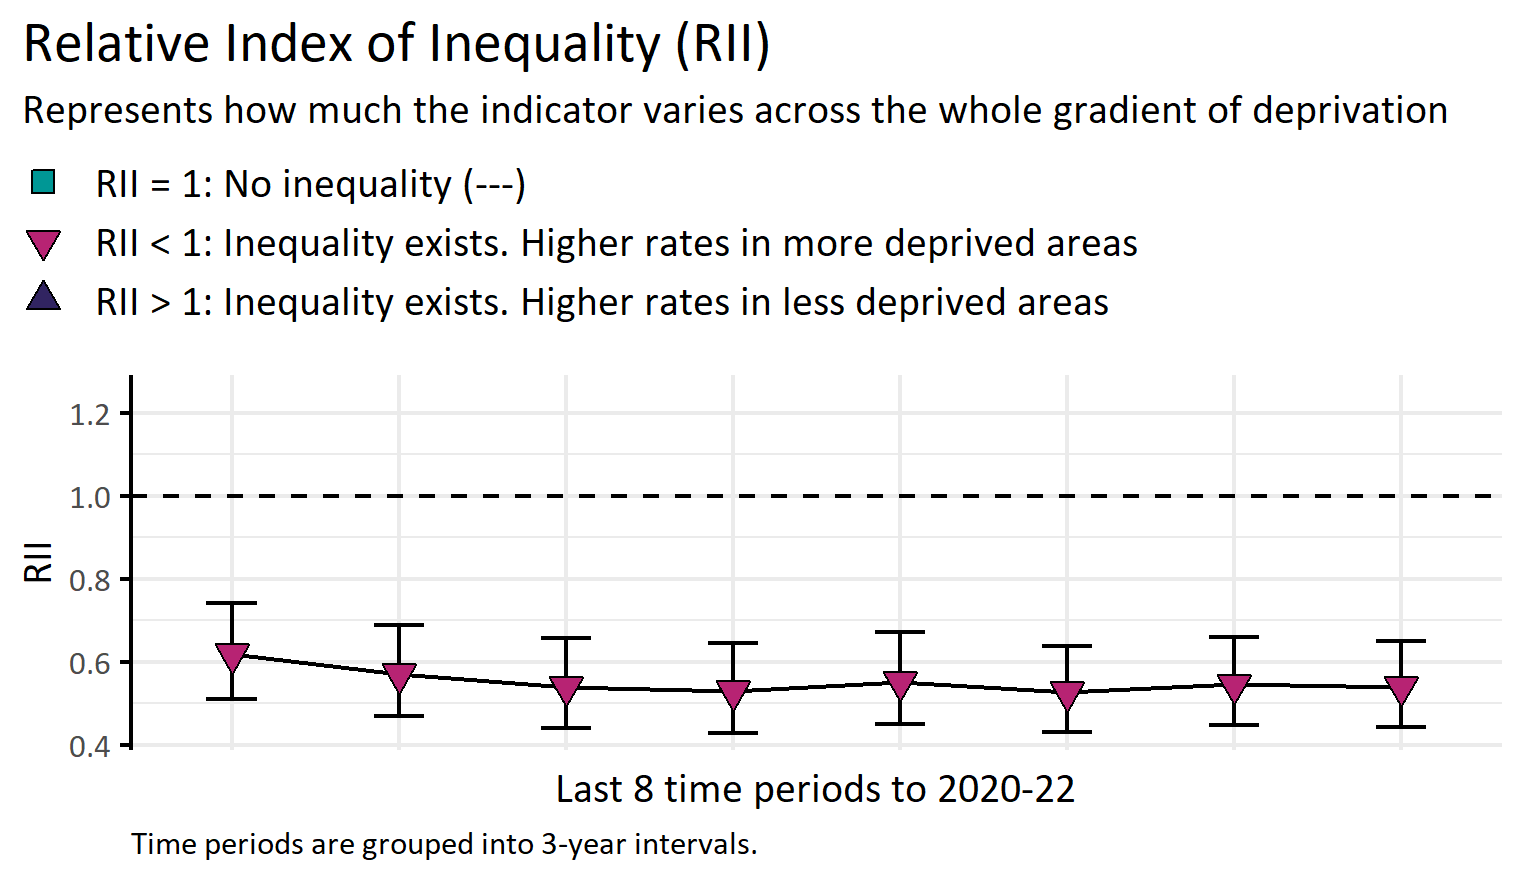 Relative Index of Inequality (RII)
Represents how much the indicator varies across the whole gradient of deprivation
RII = 1: No inequality (---)
RII < 1: Inequality exists. Higher rates in more deprived areas
RII > 1: Inequality exists. Higher rates in less deprived areas
1.2
1.0
0.8
0.6
0.4
RII
Last 8 time periods to 2020-22
Time periods are grouped into 3-year intervals.